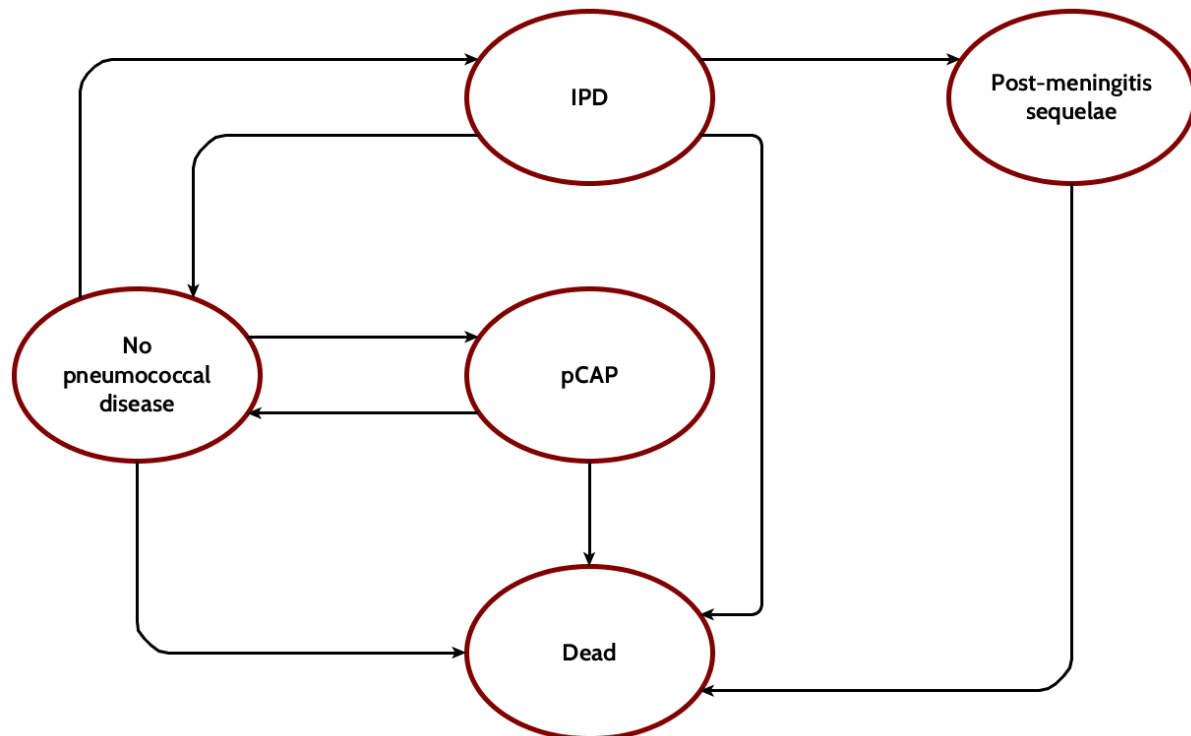 IPD
Post-meningitis
sequelae
No
pneumococcal
disease
pCAP
Dead